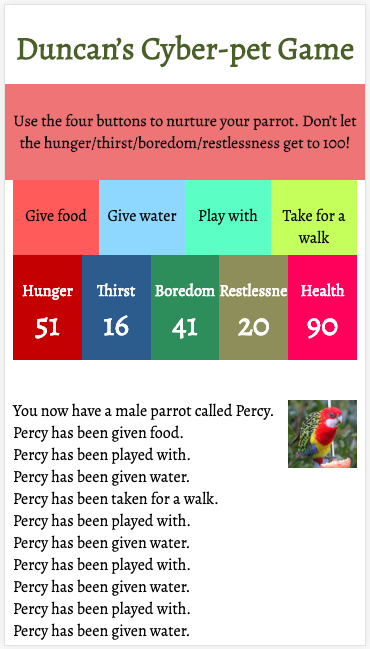 Duncan's Cyber-pet Game
Use the four buttons to nurture your parrot. Don't let
the hunger/thirst/boredom/restlessness get to 100!
Give food
Give water
Play with
Take for a
walk
Hunger
Thirst
Boredom
Restlessne
Health
51
16
41
20
90
You now have a male parrot called Percy.
Percy has been given food.
Percy has been played with.
Percy has been given water.
Percy has been taken for a walk.
Percy has been played with.
Percy has been given water.
Percy has been played with.
Percy has been given water.
Percy has been played with.
Percy has been given water.